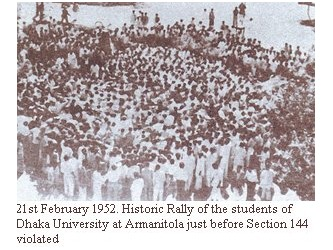 21st February 1952. Historic Rally of the students of
Dhaka University at Armanitola just before Section 144
violated